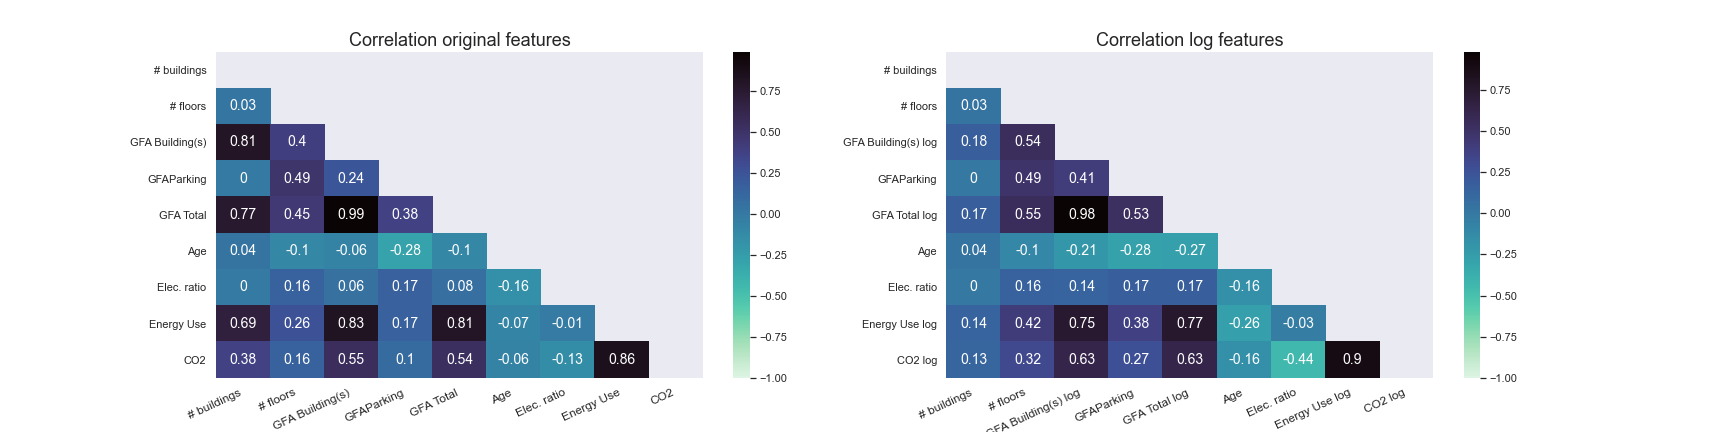 Correlation original features
# buildings
# floors 0.03
GFA Building(s) 0.81 0.4
GFAParking 0 0.49 0.24
GFA Total 0.77 0.45 0.99 0.38
Age 0.04 -0.1 -0.06 -0.28 -0.1
Elec. ratio 0 0.16 0.06 0.17 0.08 -0.16
Energy Use 0.69 0.26 0.83 0.17 0.81 -0.07 -0.01
CO2 0.38 0.16 0.55 0.1 0.54 -0.06 -0.13 0.86
# buildings # floors GFA Building(s) GFAParking GFA Total Age Elec. ratio Energy Use CO2
0.75
0.50
0.25
0.00
−0.25
−0.50
−0.75
−1.00
Correlation log features
# buildings
# floors 0.03
GFA Building(s) log 0.18 0.54
GFAParking 0 0.49 0.41
GFA Total log 0.17 0.55 0.98 0.53
Age 0.04 -0.1 -0.21 -0.28 -0.27
Elec. ratio 0 0.16 0.14 0.17 0.17 -0.16
Energy Use log 0.14 0.42 0.75 0.38 0.77 -0.26 -0.03
CO2 log 0.13 0.32 0.63 0.27 0.63 -0.16 -0.44 0.9
# buildings # floors GFA Building(s) log GFAParking GFA Total log Age Elec. ratio Energy Use log CO2 log
0.75
0.50
0.25
0.00
−0.25
−0.50
−0.75
−1.00